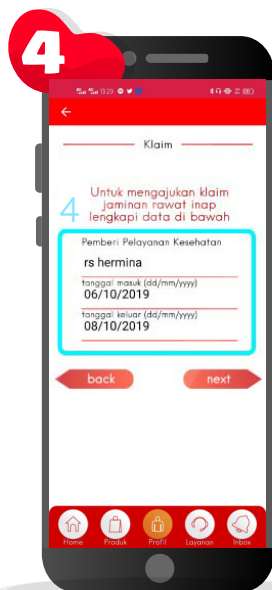 4
13:29
Klaim
4
Untuk mengajukan klaim
jaminan rawat inap
lengkapi data di bawah
Pemberi Pelayanan Kesehatan
rs hermina
tanggal masuk (dd/mm/yyyy)
06/10/2019
tanggal keluar (dd/mm/yyyy)
08/10/2019
back next
Home Produk Profil Layanan Inbox